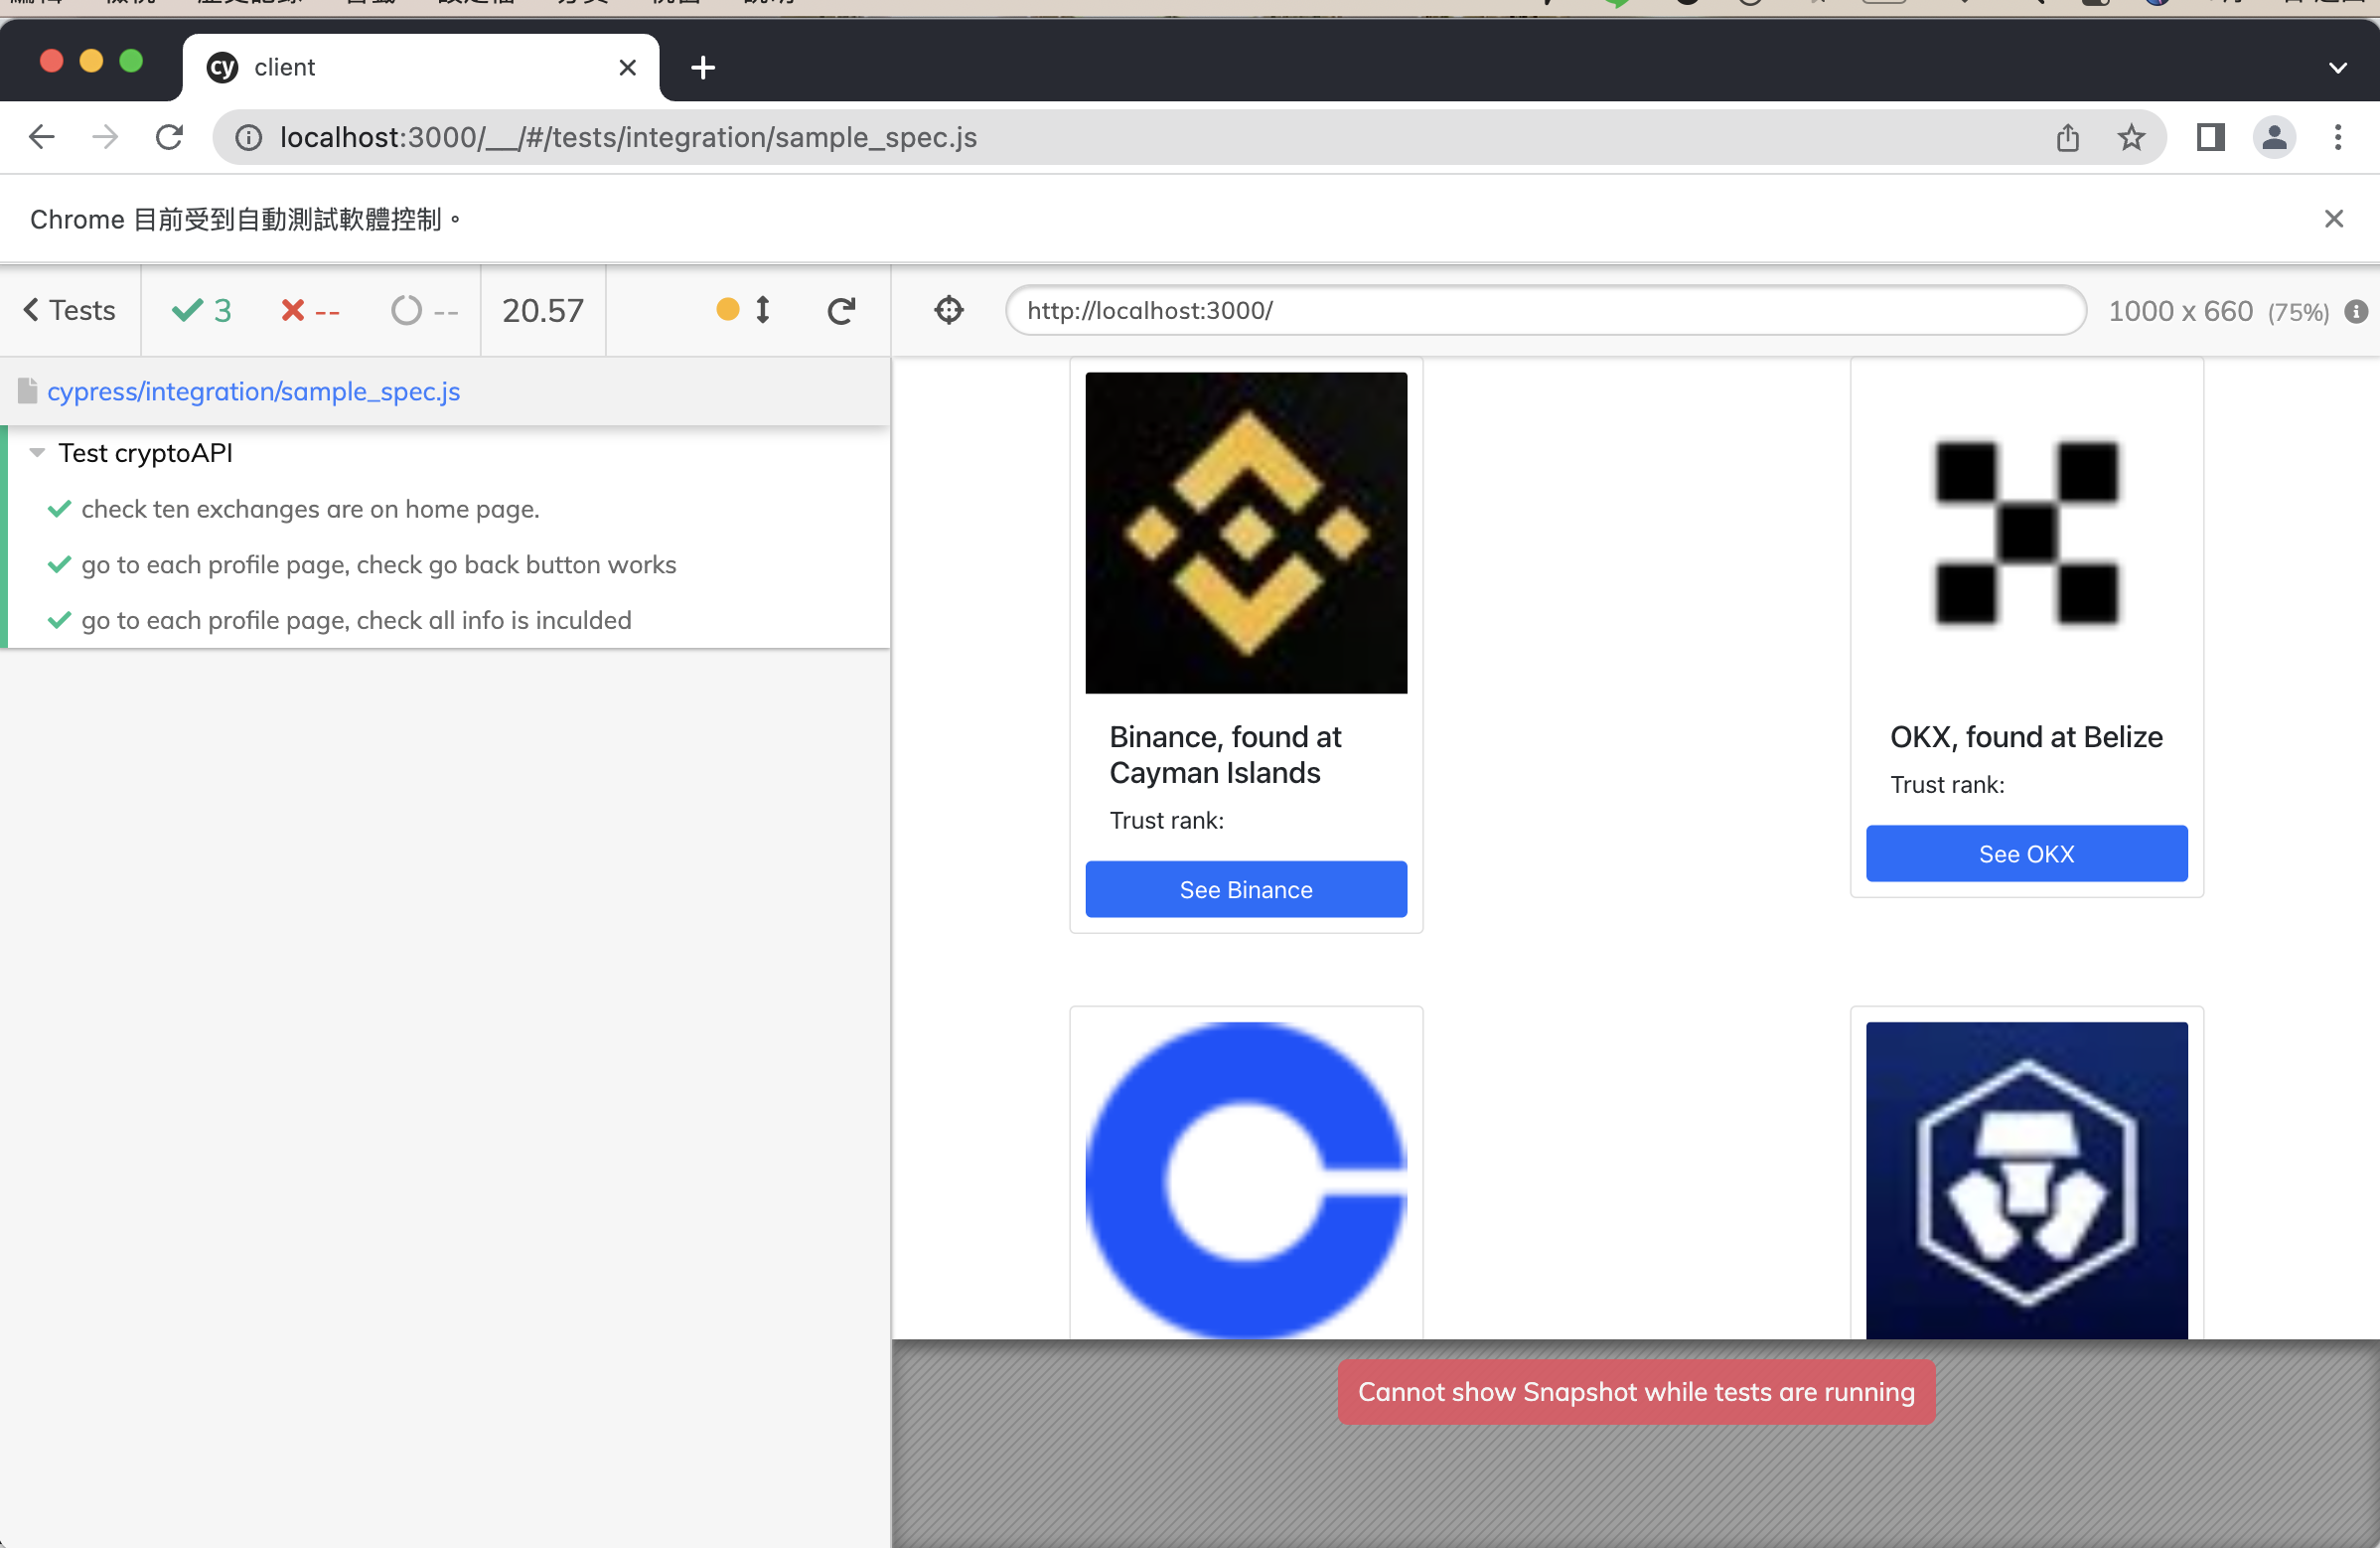 client
localhost:3000/__/#/tests/integration/sample_spec.js
Chrome 目前受到自動測試軟體控制。
Tests 3 -- -- 20.57
http://localhost:3000/
1000 x 660 (75%)
cypress/integration/sample_spec.js
Test cryptoAPI
check ten exchanges are on home page.
go to each profile page, check go back button works
go to each profile page, check all info is inculded
Binance, found at
Cayman Islands
Trust rank:
See Binance
OKX, found at Belize
Trust rank:
See OKX
Cannot show Snapshot while tests are running